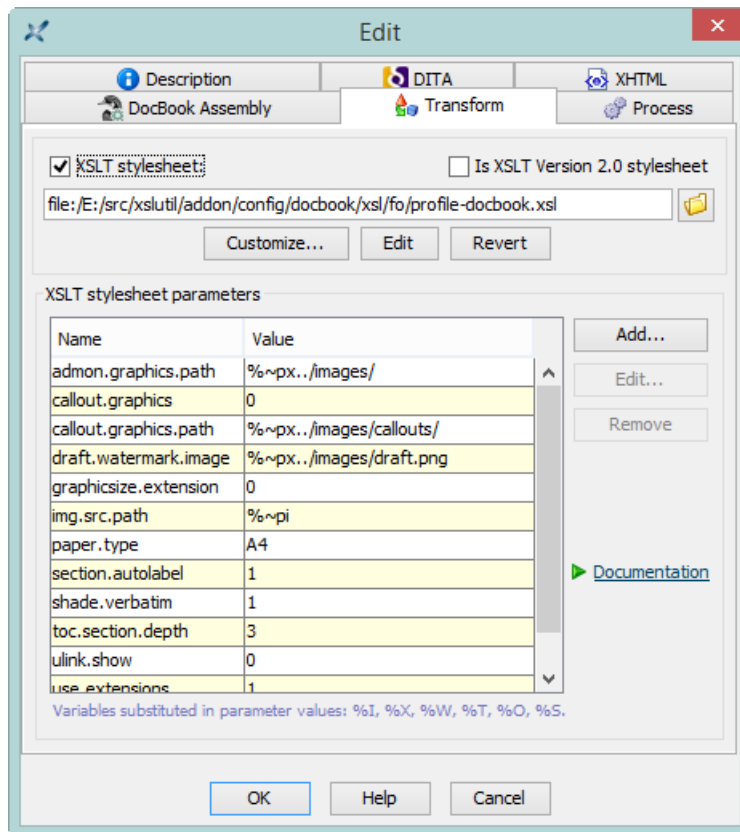 Edit
Description DITA XHTML
DocBook Assembly Transform Process
XSLT stylesheet: Is XSLT Version 2.0 stylesheet
file:/E:/src/xslutil/addon/config/docbook/xsl/fo/profile-docbook.xsl
Customize... Edit Revert
XSLT stylesheet parameters
Name Value
admon.graphics.path %~px../images/
callout.graphics 0
callout.graphics.path %~px../images/callouts/
draft.watermark.image %~px../images/draft.png
graphicsize.extension 0
img.src.path %~pi
paper.type A4
section.autolabel 1
shade.verbatim 1
toc.section.depth 3
ulink.show 0
use.extensions 1
Add...
Edit...
Remove
Documentation
Variables substituted in parameter values: %I, %X, %W, %T, %O, %S.
OK Help Cancel